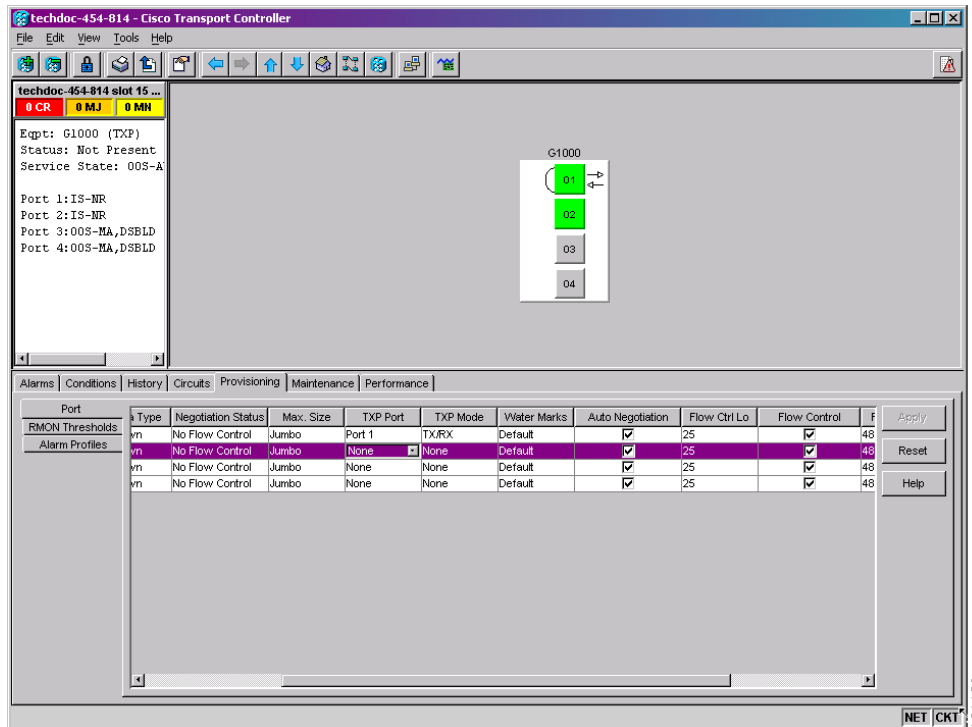 techdoc-454-814 - Cisco Transport Controller
File Edit View Tools Help
techdoc-454-814 slot 15 ...
0 CR 0 MJ 0 MN
Eqpt: G1000 (TXP)
Status: Not Present
Service State: OOS-A
Port 1:IS-NR
Port 2:IS-NR
Port 3:OOS-MA,DSBLD
Port 4:OOS-MA,DSBLD
G1000
01
02
03
04
Alarms Conditions History Circuits Provisioning Maintenance Performance
Port
RMON Thresholds
Alarm Profiles
a Type Negotiation Status Max. Size TXP Port TXP Mode Water Marks Auto Negotiation Flow Ctrl Lo Flow Control F
wn No Flow Control Jumbo Port 1 TX/RX Default 25 48
wn No Flow Control Jumbo None None Default 25 48
wn No Flow Control Jumbo None None Default 25 48
wn No Flow Control Jumbo None None Default 25 48
Apply
Reset
Help
NET CKT